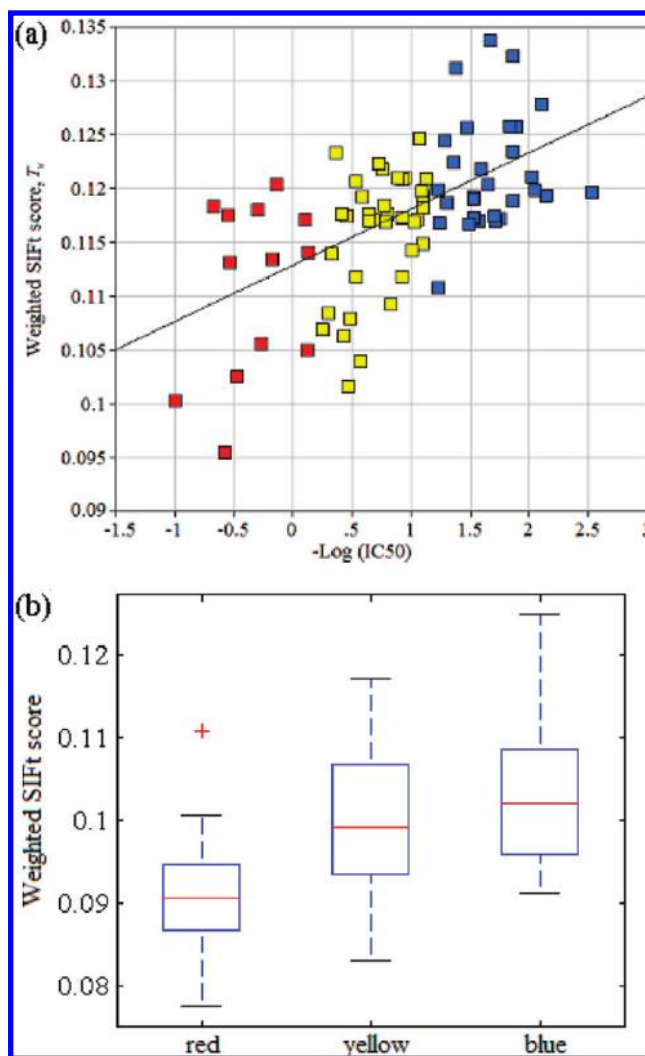 (a)
0.135
0.13
0.125
0.12
0.115
0.11
0.105
0.1
0.095
0.09
Weighted SIFt score, Tw
-1.5 -1 -0.5 0 .5 1 1.5 2 2.5 3
-Log (IC50)
(b)
0.12
0.11
0.1
0.09
0.08
Weighted SIFt score
red yellow blue